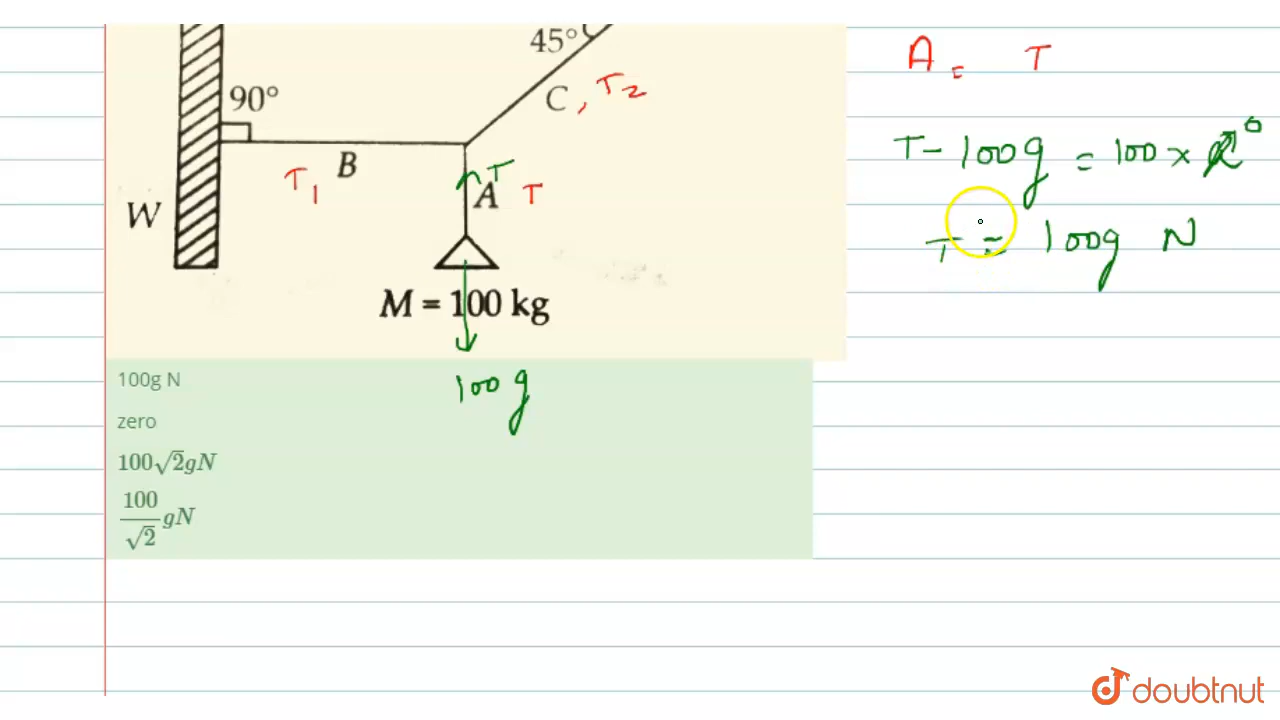 45°
90°
C , T2
B
T1
T
A T
W
M = 100 kg
100 g
A = T
T - 100g = 100 × a 0
T = 100g N
100g N
zero
100√2gN
100/√2 gN
doubtnut